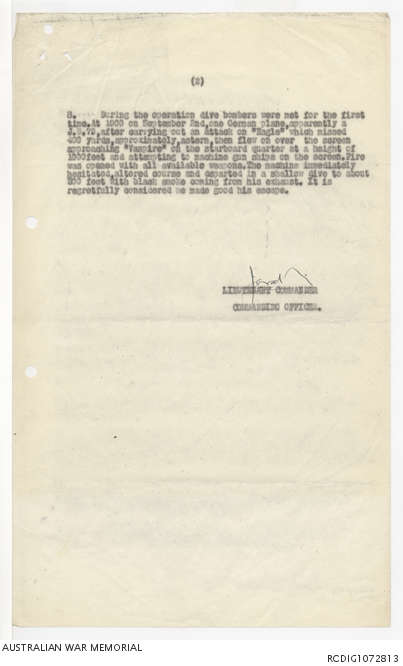 (2)
8. During the operation dive bombers were met for the first
time. At 1900 on September 2nd, one German plane, apparently a
after carrying out an attack on "Eagle" which missed
400 yards, approximately, astern, then flew on over the screen
approaching "Vampire" on the starboard quarter at a height of
1000feet and attempting to machine gun ships on the screen. Fire
was opened with all available weapons. The machine immediately
hesitated, altered course and departed in a shallow dive to about
feet with black smoke coming from his exhaust. It is
regretfully considered he made good his escape.
LIEUTENANT COMMANDER
COMMANDING OFFICER.
AUSTRALIAN WAR MEMORIAL
RCDIG1072813